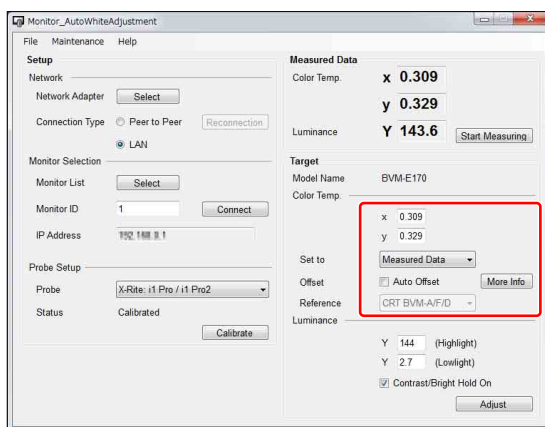 Monitor_AutoWhiteAdjustment
File Maintenance Help
Setup
Network
Network Adapter Select
Connection Type Peer to Peer Reconnection
LAN
Monitor Selection
Monitor List Select
Monitor ID 1 Connect
IP Address
Probe Setup
Probe X-Rite: i1 Pro / i1 Pro2
Status Calibrated
Calibrate
Measured Data
Color Temp. x 0.309
y 0.329
Luminance Y 143.6 Start Measuring
Target
Model Name BVM-E170
Color Temp.
x 0.309
y 0.329
Set to Measured Data
Offset Auto Offset More Info
Reference CRT BVM-A/F/D
Luminance
Y 144 (Highlight)
Y 2.7 (Lowlight)
Contrast/Bright Hold On
Adjust